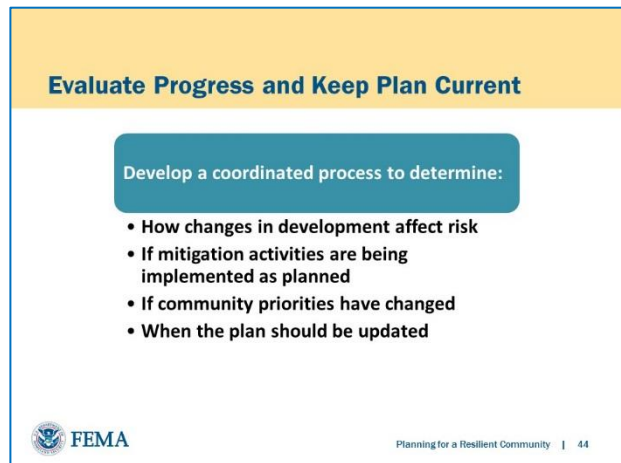 Evaluate Progress and Keep Plan Current
Develop a coordinated process to determine:
• How changes in development affect risk
• If mitigation activities are being
implemented as planned
• If community priorities have changed
• When the plan should be updated
FEMA
Planning for a Resilient Community | 44